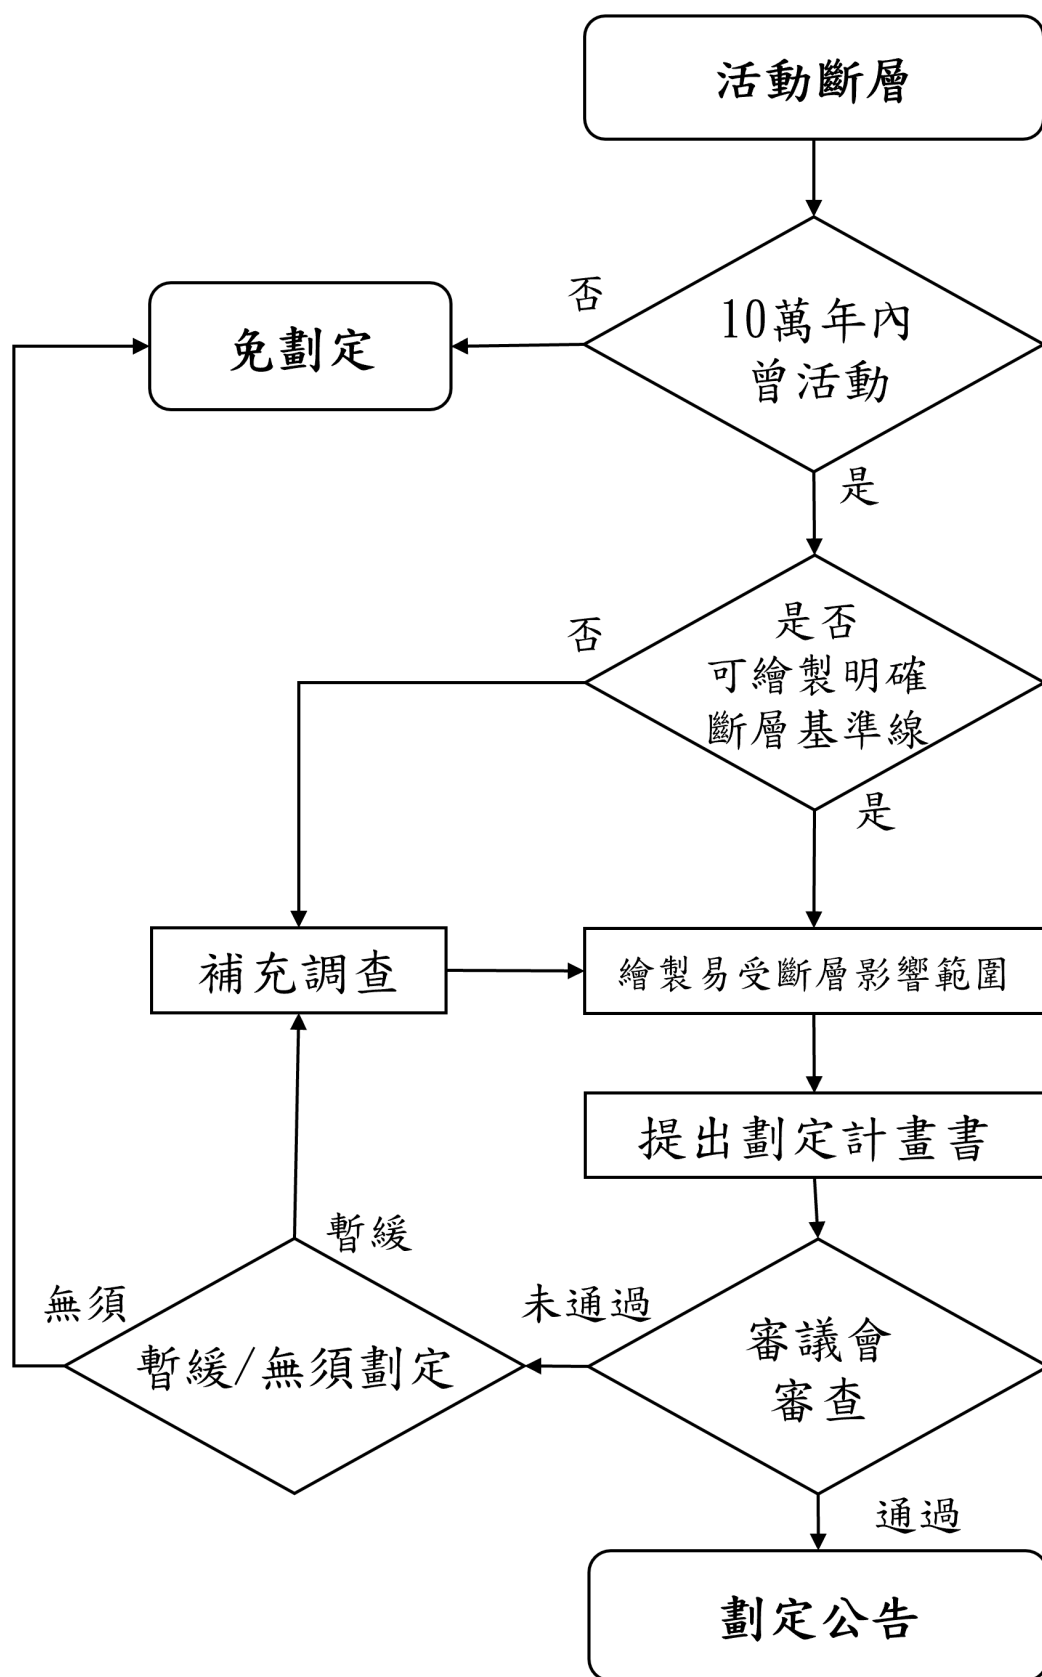 活動斷層
否
10萬年內
曾活動
免劃定
是
是否
可繪製明確
斷層基準線
否
是
補充調查
繪製易受斷層影響範圍
提出劃定計畫書
暫緩
無須
未通過
暫緩/無須劃定
審議會
審查
通過
劃定公告